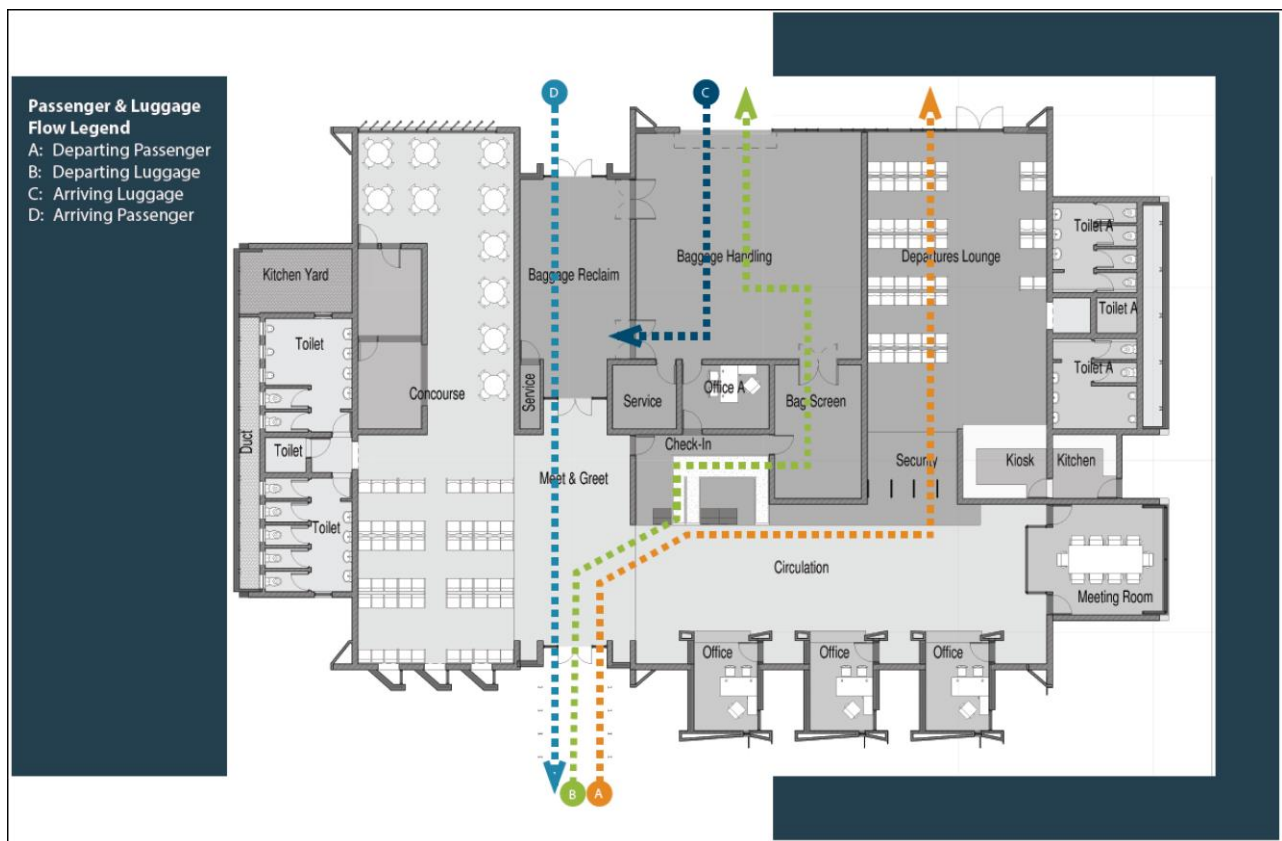 Passenger & Luggage
Flow Legend
A: Departing Passenger
B: Departing Luggage
C: Arriving Luggage
D: Arriving Passenger
D
C
Toilet A
Kitchen Yard
Baggage Reclaim
Baggage Handling
Departures Lounge
Toilet A
Toilet
Toilet A
Concourse
Service
Service
Office A
Bag Screen
Duct
Toilet
Check-In
Meet & Greet
Security
Kiosk
Kitchen
Toilet
Circulation
Meeting Room
Office
Office
Office
B
A